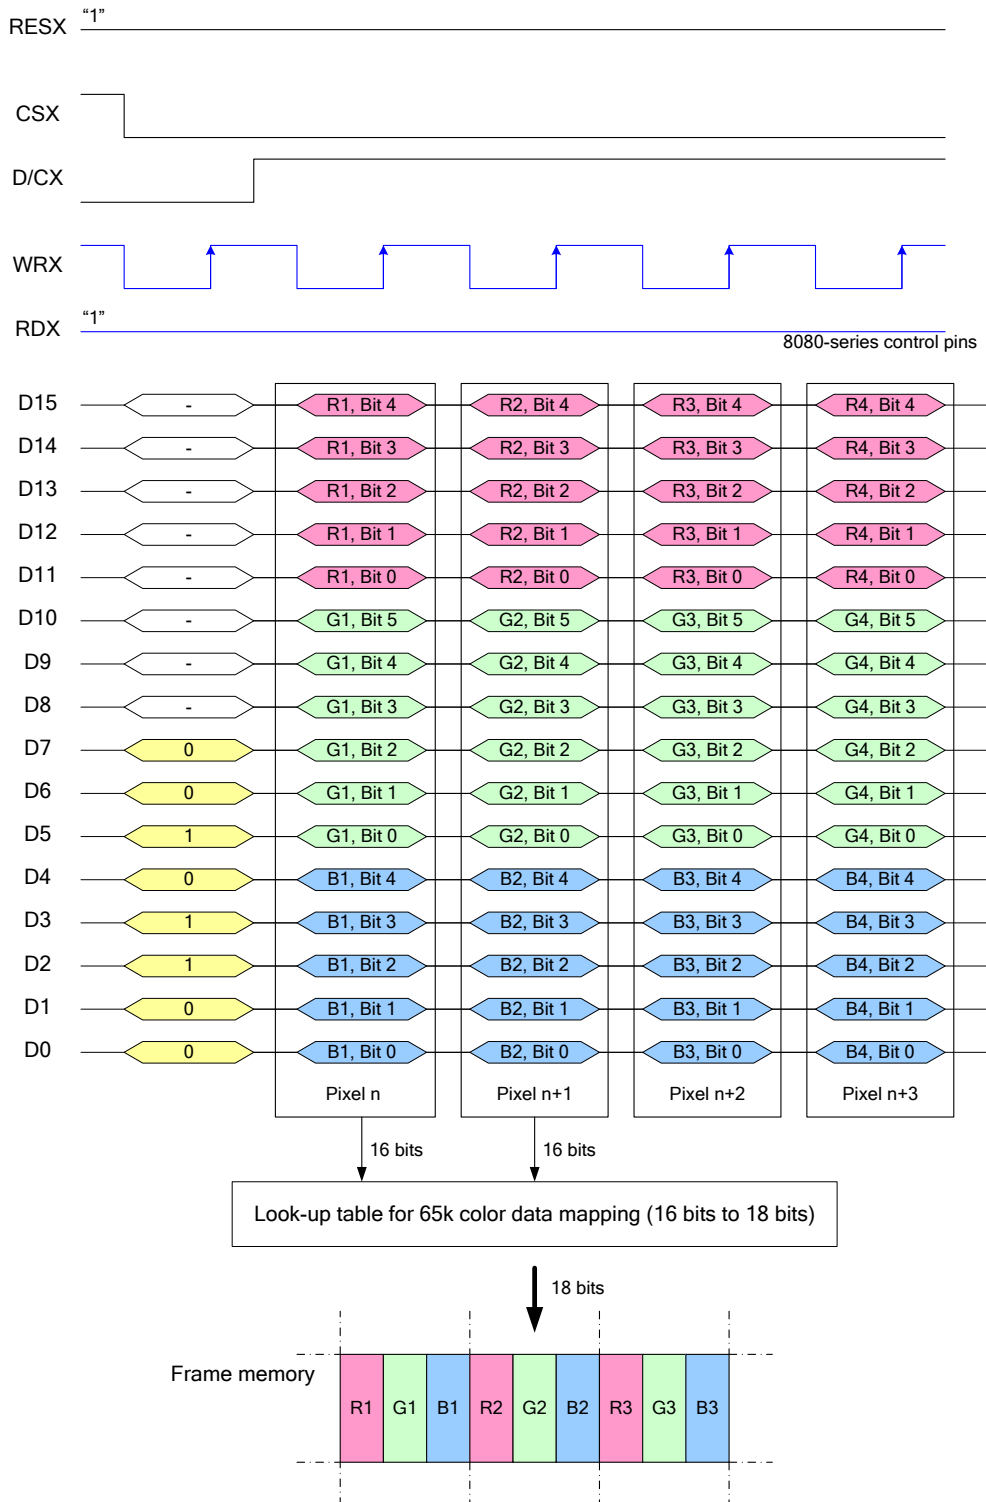 RESX “1”
CSX
D/CX
WRX
RDX “1”
8080-series control pins
D15 - R1, Bit 4 R2, Bit 4 R3, Bit 4 R4, Bit 4
D14 - R1, Bit 3 R2, Bit 3 R3, Bit 3 R4, Bit 3
D13 - R1, Bit 2 R2, Bit 2 R3, Bit 2 R4, Bit 2
D12 - R1, Bit 1 R2, Bit 1 R3, Bit 1 R4, Bit 1
D11 - R1, Bit 0 R2, Bit 0 R3, Bit 0 R4, Bit 0
D10 - G1, Bit 5 G2, Bit 5 G3, Bit 5 G4, Bit 5
D9 - G1, Bit 4 G2, Bit 4 G3, Bit 4 G4, Bit 4
D8 - G1, Bit 3 G2, Bit 3 G3, Bit 3 G4, Bit 3
D7 0 G1, Bit 2 G2, Bit 2 G3, Bit 2 G4, Bit 2
D6 0 G1, Bit 1 G2, Bit 1 G3, Bit 1 G4, Bit 1
D5 1 G1, Bit 0 G2, Bit 0 G3, Bit 0 G4, Bit 0
D4 0 B1, Bit 4 B2, Bit 4 B3, Bit 4 B4, Bit 4
D3 1 B1, Bit 3 B2, Bit 3 B3, Bit 3 B4, Bit 3
D2 1 B1, Bit 2 B2, Bit 2 B3, Bit 2 B4, Bit 2
D1 0 B1, Bit 1 B2, Bit 1 B3, Bit 1 B4, Bit 1
D0 0 B1, Bit 0 B2, Bit 0 B3, Bit 0 B4, Bit 0
Pixel n Pixel n+1 Pixel n+2 Pixel n+3
16 bits 16 bits
Look-up table for 65k color data mapping (16 bits to 18 bits)
18 bits
Frame memory
R1 G1 B1 R2 G2 B2 R3 G3 B3